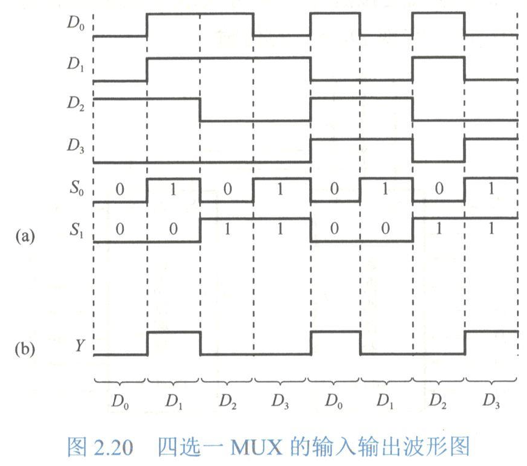 D₀
D₁
D₂
D₃
S₀ 0 1 0 1 0 1 0 1
(a) S₁ 0 0 1 1 0 0 1 1
(b) Y
D₀ D₁ D₂ D₃ D₀ D₁ D₂ D₃
图 2.20 四选一 MUX 的输入输出波形图